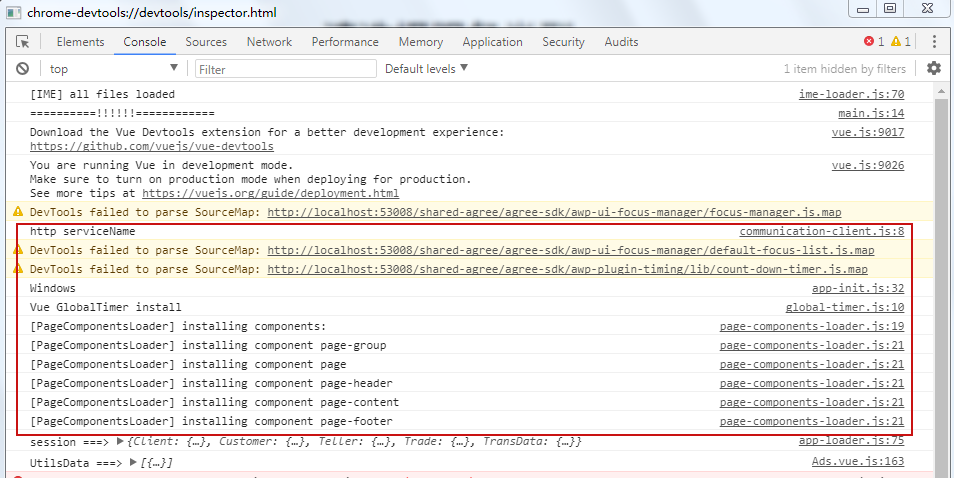 chrome-devtools://devtools/inspector.html
Elements Console Sources Network Performance Memory Application Security Audits 1 1
top Filter Default levels 1 item hidden by filters
[IME] all files loaded ime-loader.js:70
==========!!!!!!============ main.js:14
Download the Vue Devtools extension for a better development experience: vue.js:9017
https://github.com/vuejs/vue-devtools
You are running Vue in development mode. vue.js:9026
Make sure to turn on production mode when deploying for production.
See more tips at https://vuejs.org/guide/deployment.html
DevTools failed to parse SourceMap: http://localhost:53008/shared-agree/agree-sdk/awp-ui-focus-manager/focus-manager.js.map
http serviceName communication-client.js:8
DevTools failed to parse SourceMap: http://localhost:53008/shared-agree/agree-sdk/awp-ui-focus-manager/default-focus-list.js.map
DevTools failed to parse SourceMap: http://localhost:53008/shared-agree/agree-sdk/awp-plugin-timing/lib/count-down-timer.js.map
Windows app-init.js:32
Vue GlobalTimer install global-timer.js:10
[PageComponentsLoader] installing components: page-components-loader.js:19
[PageComponentsLoader] installing component page-group page-components-loader.js:21
[PageComponentsLoader] installing component page page-components-loader.js:21
[PageComponentsLoader] installing component page-header page-components-loader.js:21
[PageComponentsLoader] installing component page-content page-components-loader.js:21
[PageComponentsLoader] installing component page-footer page-components-loader.js:21
session ===> {Client: {…}, Customer: {…}, Teller: {…}, Trade: {…}, TransData: {…}} app-loader.js:75
UtilsData ===> [{…}] Ads.vue.js:163